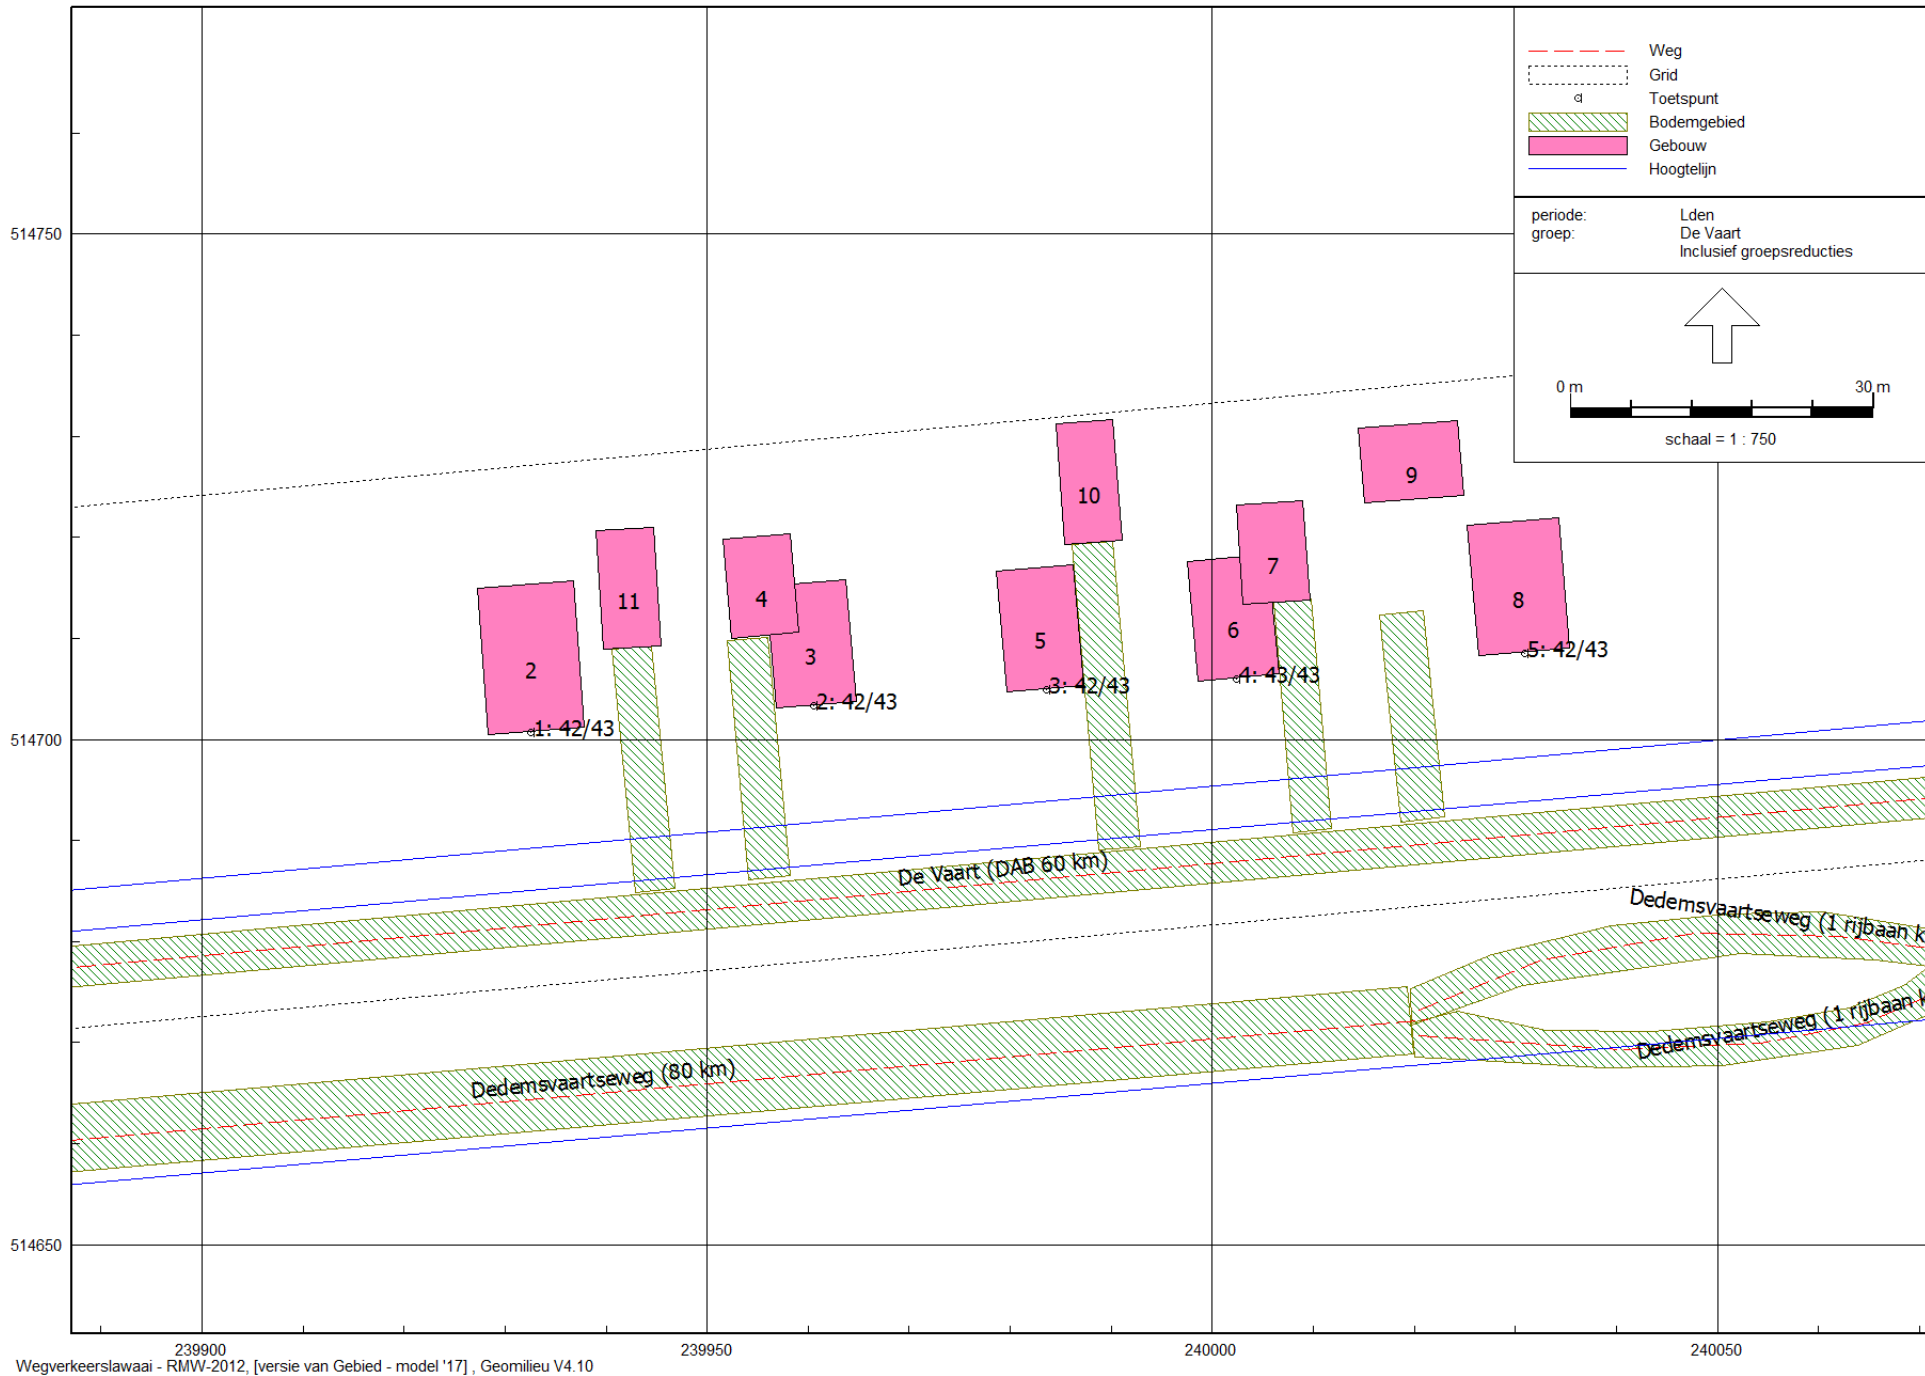 Weg
Grid
Toetspunt
Bodemgebied
Gebouw
Hoogtelijn
periode: Lden
groep: De Vaart
Inclusief groepsreducties
0 m 30 m
schaal = 1 : 750
514750
514700
514650
10
9
11
4
7
8
2
3
5
6
1: 42/43
2: 42/43
3: 42/43
4: 43/43
5: 42/43
De Vaart (DAB 60 km)
Dedemsvaartseweg (1 rijbaan k
Dedemsvaartseweg (1 rijbaan k
Dedemsvaartseweg (80 km)
239900 239950 240000 240050
Wegverkeerslawaai - RMW-2012, [versie van Gebied - model '17] , Geomilieu V4.10